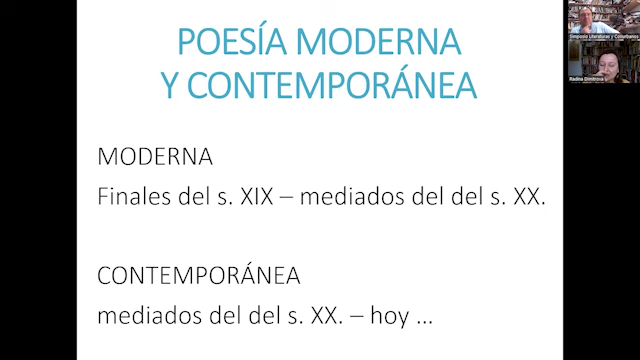 POESÍA MODERNA
Y CONTEMPORÁNEA
MODERNA
Finales del s. XIX – mediados del del s. XX.
CONTEMPORÁNEA
mediados del del s. XX. – hoy ...
Simposio Literaturas y Conurbanos
Radina Dimitrova